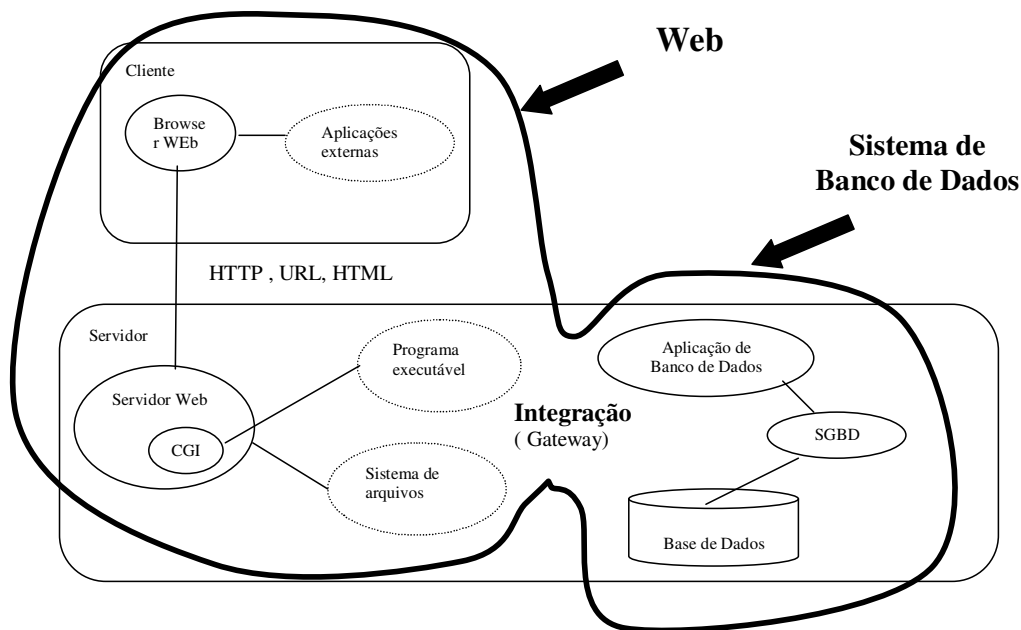 Web
Cliente
Browse
r WEb
Aplicações
externas
Sistema de
Banco de Dados
HTTP , URL, HTML
Servidor
Programa
executável
Aplicação de
Banco de Dados
Servidor Web
CGI
Integração
( Gateway)
SGBD
Sistema de
arquivos
Base de Dados